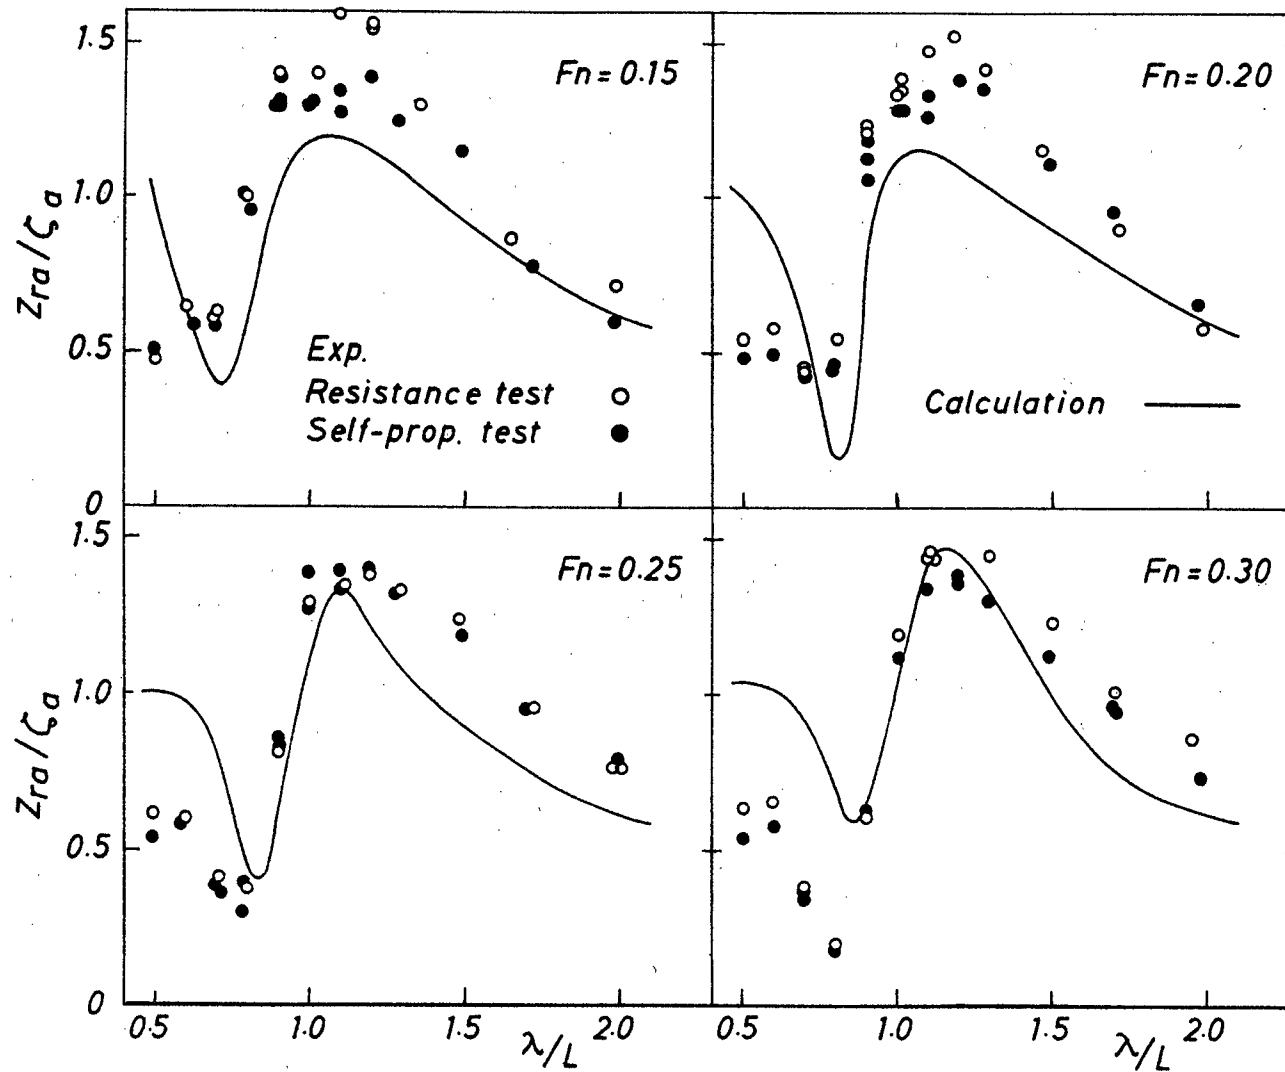 1.5
1.0
0.5
0
Zra/ζa
Fn = 0.15
Exp.
Resistance test
Self-prop. test
Fn = 0.20
Calculation
1.5
1.0
0.5
0
Zra/ζa
Fn = 0.25
Fn = 0.30
0.5 1.0 1.5 2.0
λ/L
0.5 1.0 1.5 2.0
λ/L